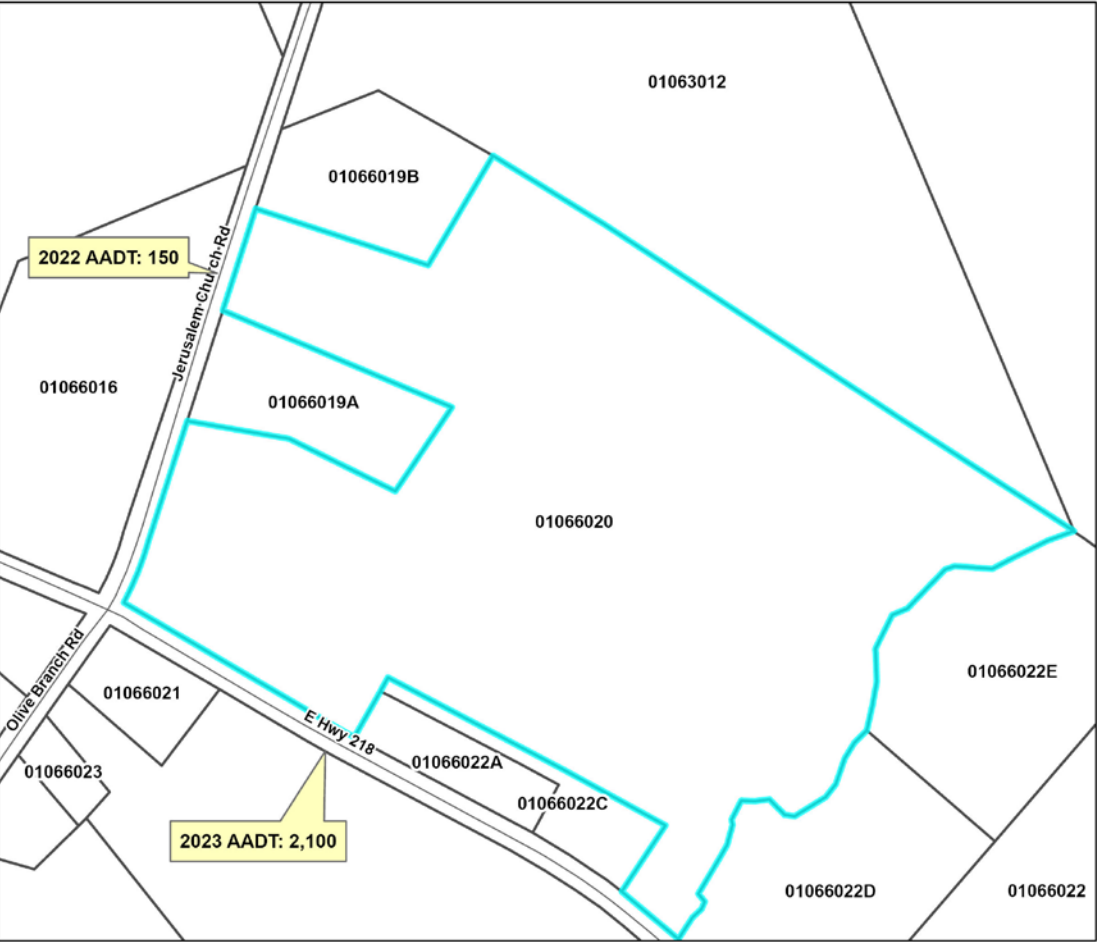 01063012
01066019B
Jerusalem Church Rd
2022 AADT: 150
01066016
01066019A
01066020
Olive Branch Rd
01066021
01066022E
E Hwy 218
01066022A
01066023
01066022C
2023 AADT: 2,100
01066022D
01066022